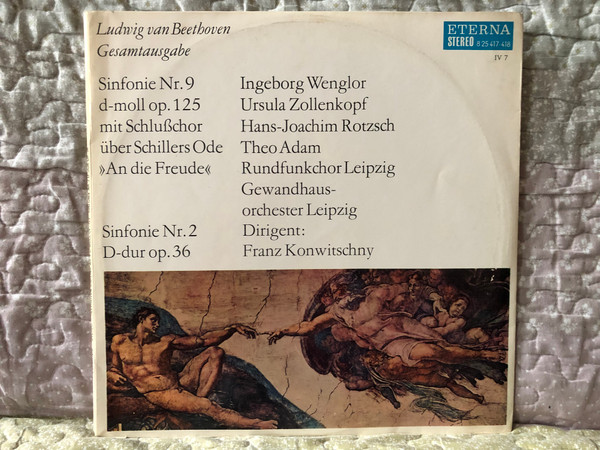 Ludwig van Beethoven
Gesamtausgabe
ETERNA
STEREO 8 25 417-418
IV 7
Sinfonie Nr. 9
d-moll op. 125
mit Schlußchor
über Schillers Ode
»An die Freude«
Sinfonie Nr. 2
D-dur op. 36
Ingeborg Wenglor
Ursula Zollenkopf
Hans-Joachim Rotzsch
Theo Adam
Rundfunkchor Leipzig
Gewandhaus-
orchester Leipzig
Dirigent:
Franz Konwitschny